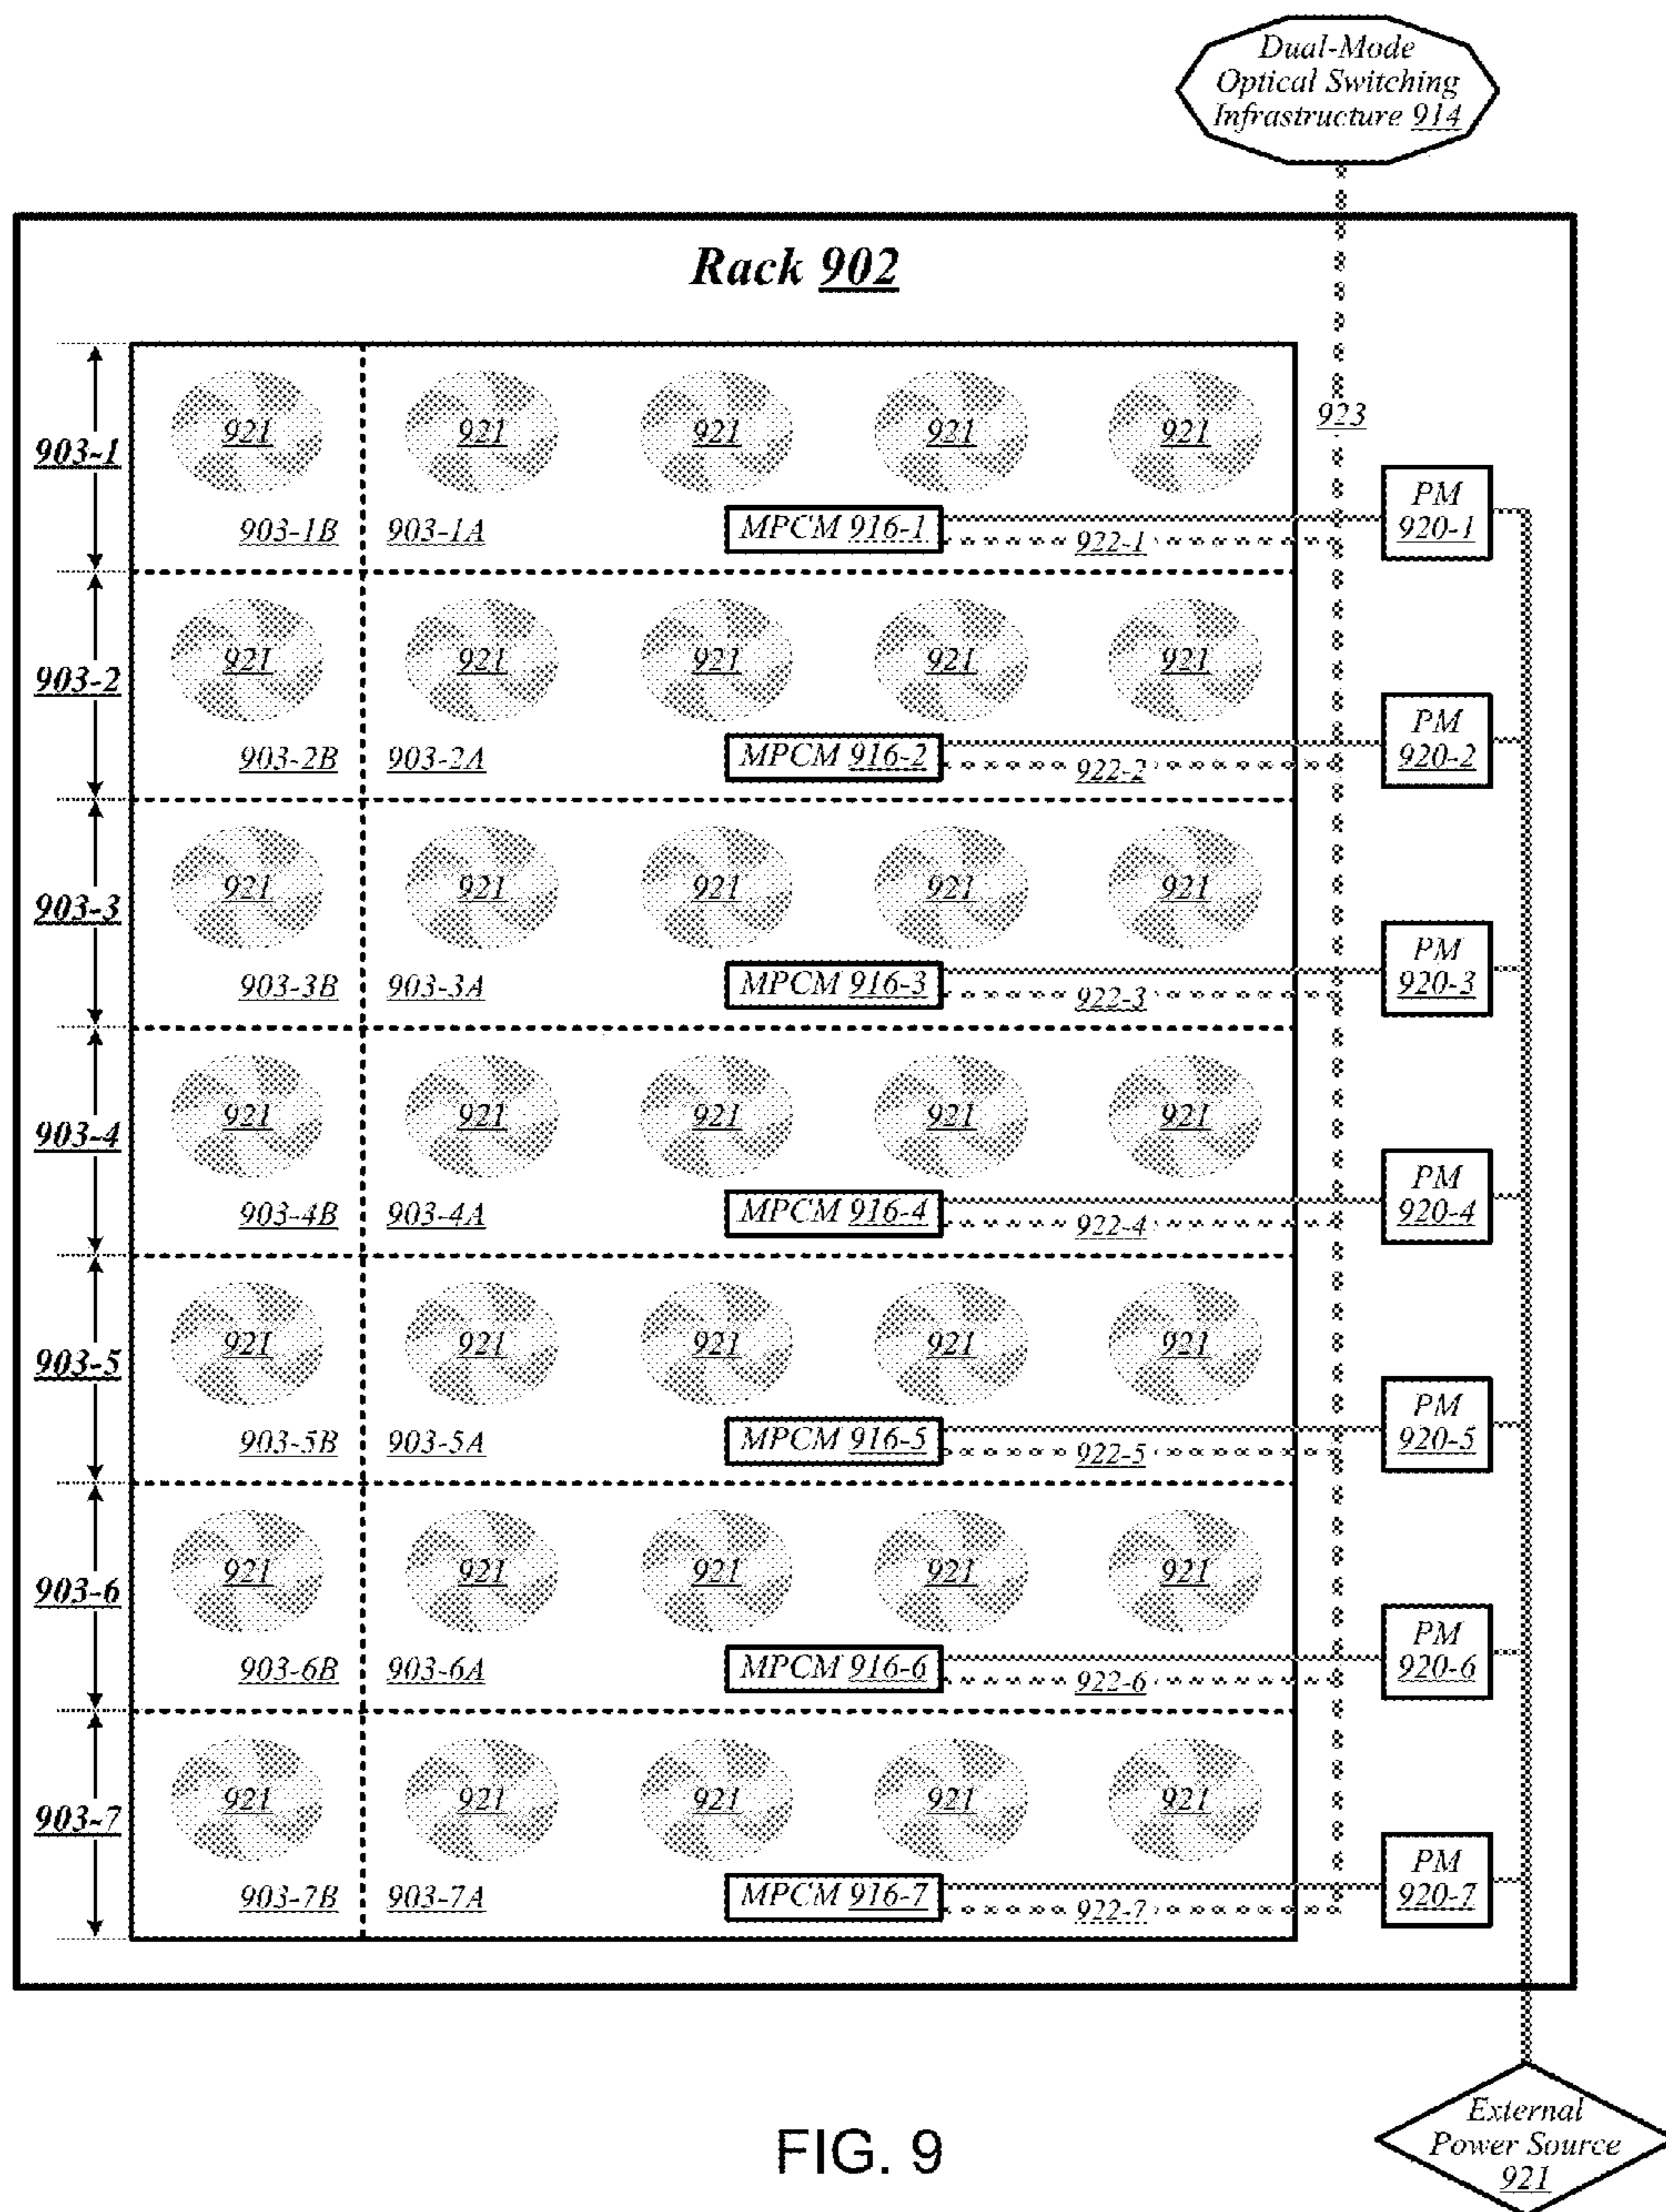 Dual-Mode
Optical Switching
Infrastructure 914
Rack 902
923
903-1
921 921 921 921 921
903-1B 903-1A
MPCM 916-1
922-1
PM
920-1
903-2
921 921 921 921 921
903-2B 903-2A
MPCM 916-2
922-2
PM
920-2
903-3
921 921 921 921 921
903-3B 903-3A
MPCM 916-3
922-3
PM
920-3
903-4
921 921 921 921 921
903-4B 903-4A
MPCM 916-4
922-4
PM
920-4
903-5
921 921 921 921 921
903-5B 903-5A
MPCM 916-5
922-5
PM
920-5
903-6
921 921 921 921 921
903-6B 903-6A
MPCM 916-6
922-6
PM
920-6
903-7
921 921 921 921 921
903-7B 903-7A
MPCM 916-7
922-7
PM
920-7
External
Power Source
921
FIG. 9